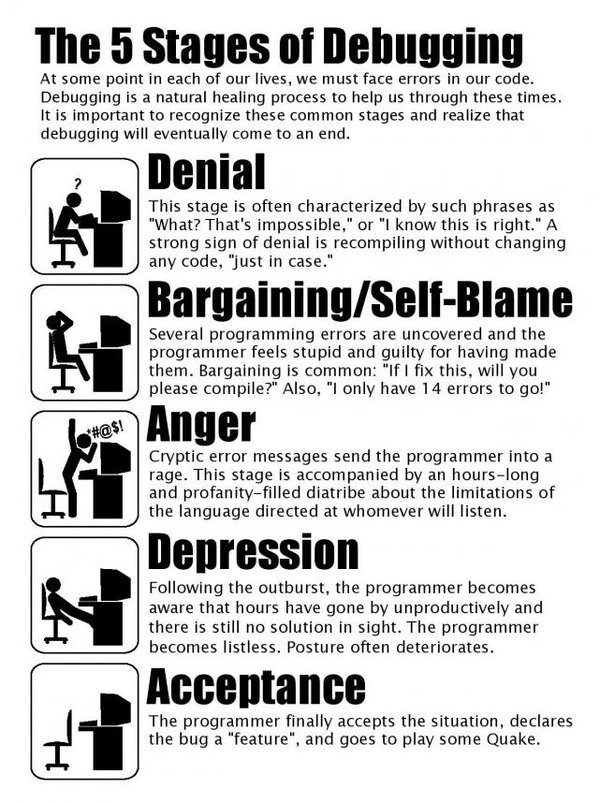 The 5 Stages of Debugging
At some point in each of our lives, we must face errors in our code.
Debugging is a natural healing process to help us through these times.
It is important to recognize these common stages and realize that
debugging will eventually come to an end.
Denial
?
This stage is often characterized by such phrases as
"What? That's impossible," or "I know this is right." A
strong sign of denial is recompiling without changing
any code, "just in case."
Bargaining/Self-Blame
Several programming errors are uncovered and the
programmer feels stupid and guilty for having made
them. Bargaining is common: "If I fix this, will you
please compile?" Also, "I only have 14 errors to go!"
Anger
*#@$!
Cryptic error messages send the programmer into a
rage. This stage is accompanied by an hours-long
and profanity-filled diatribe about the limitations of
the language directed at whomever will listen.
Depression
Following the outburst, the programmer becomes
aware that hours have gone by unproductively and
there is still no solution in sight. The programmer
becomes listless. Posture often deteriorates.
Acceptance
The programmer finally accepts the situation, declares
the bug a "feature", and goes to play some Quake.